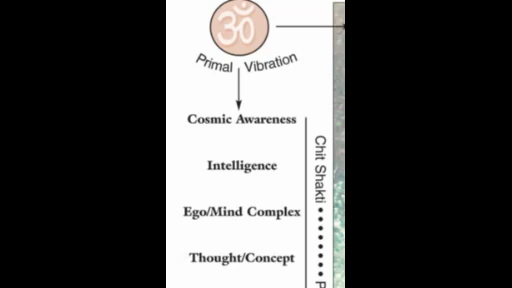 ॐ
Primal Vibration
Cosmic Awareness
Intelligence
Ego/Mind Complex
Thought/Concept
Chit Shakti